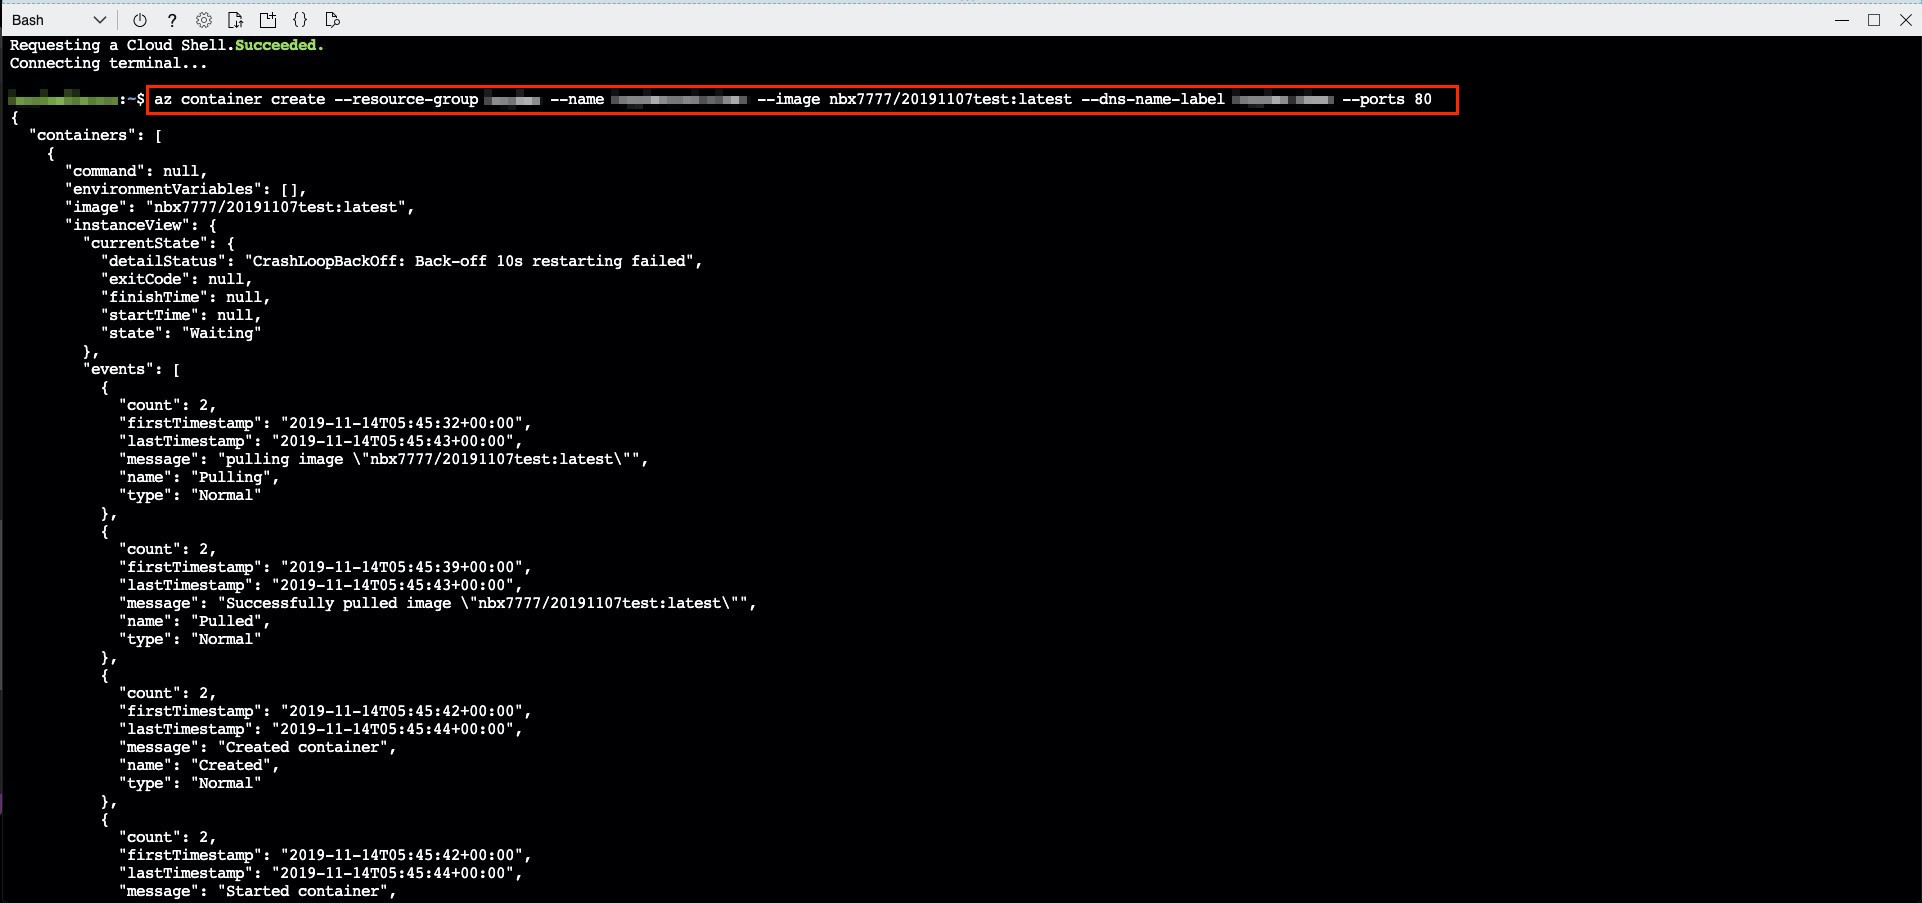 Bash ?
Requesting a Cloud Shell.Succeeded.
Connecting terminal...
:~$ az container create --resource-group --name --image nbx7777/20191107test:latest --dns-name-label --ports 80
{
"containers": [
{
"command": null,
"environmentVariables": [],
"image": "nbx7777/20191107test:latest",
"instanceView": {
"currentState": {
"detailStatus": "CrashLoopBackOff: Back-off 10s restarting failed",
"exitCode": null,
"finishTime": null,
"startTime": null,
"state": "Waiting"
},
"events": [
{
"count": 2,
"firstTimestamp": "2019-11-14T05:45:32+00:00",
"lastTimestamp": "2019-11-14T05:45:43+00:00",
"message": "pulling image \"nbx7777/20191107test:latest\"",
"name": "Pulling",
"type": "Normal"
},
{
"count": 2,
"firstTimestamp": "2019-11-14T05:45:39+00:00",
"lastTimestamp": "2019-11-14T05:45:43+00:00",
"message": "Successfully pulled image \"nbx7777/20191107test:latest\"",
"name": "Pulled",
"type": "Normal"
},
{
"count": 2,
"firstTimestamp": "2019-11-14T05:45:42+00:00",
"lastTimestamp": "2019-11-14T05:45:44+00:00",
"message": "Created container",
"name": "Created",
"type": "Normal"
},
{
"count": 2,
"firstTimestamp": "2019-11-14T05:45:42+00:00",
"lastTimestamp": "2019-11-14T05:45:44+00:00",
"message": "Started container",